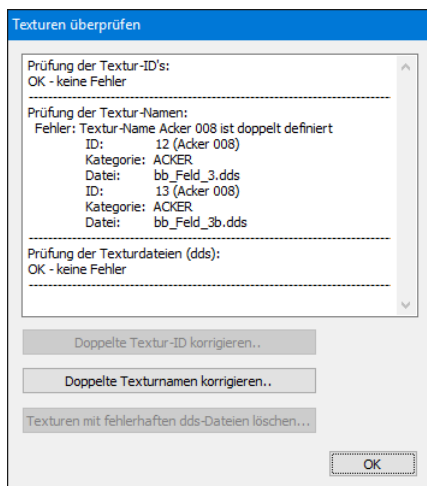 Texturen überprüfen
Prüfung der Textur-ID's:
OK - keine Fehler
Prüfung der Textur-Namen:
Fehler: Textur-Name Acker 008 ist doppelt definiert
ID: 12 (Acker 008)
Kategorie: ACKER
Datei: bb_Feld_3.dds
ID: 13 (Acker 008)
Kategorie: ACKER
Datei: bb_Feld_3b.dds
Prüfung der Texturdateien (dds):
OK - keine Fehler
Doppelte Textur-ID korrigieren..
Doppelte Texturnamen korrigieren..
Texturen mit fehlerhaften dds-Dateien löschen...
OK